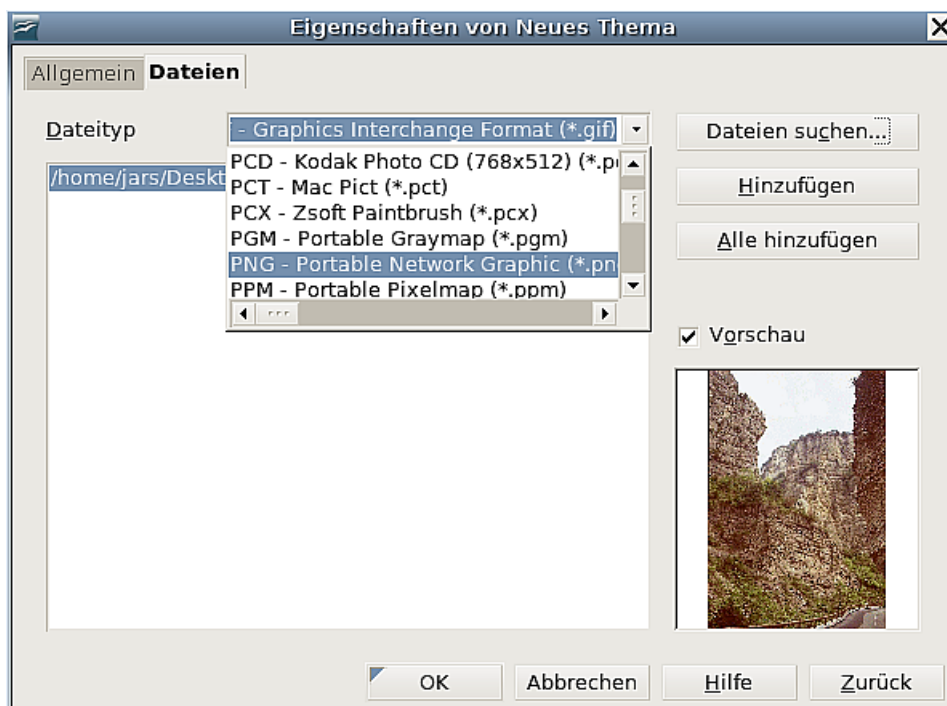 Eigenschaften von Neues Thema
Allgemein
Dateien
Dateityp
- Graphics Interchange Format (*.gif)
Dateien suchen...
PCD - Kodak Photo CD (768x512) (*.p
/home/jars/Deskt
PCT - Mac Pict (*.pct)
Hinzufügen
PCX - Zsoft Paintbrush (*.pcx)
PGM - Portable Graymap (*.pgm)
Alle hinzufügen
PNG - Portable Network Graphic (*.pn
PPM - Portable Pixelmap (*.ppm)
Vorschau
OK
Abbrechen
Hilfe
Zurück